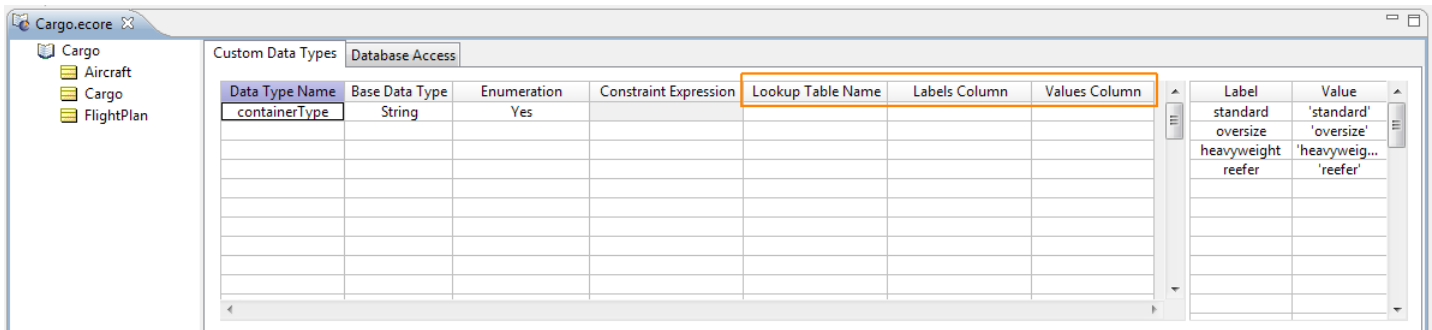 Cargo.ecore
Cargo
Aircraft
Cargo
FlightPlan
Custom Data Types Database Access
Data Type Name Base Data Type Enumeration Constraint Expression Lookup Table Name Labels Column Values Column
containerType String Yes
Label Value
standard 'standard'
oversize 'oversize'
heavyweight 'heavyweig...
reefer 'reefer'